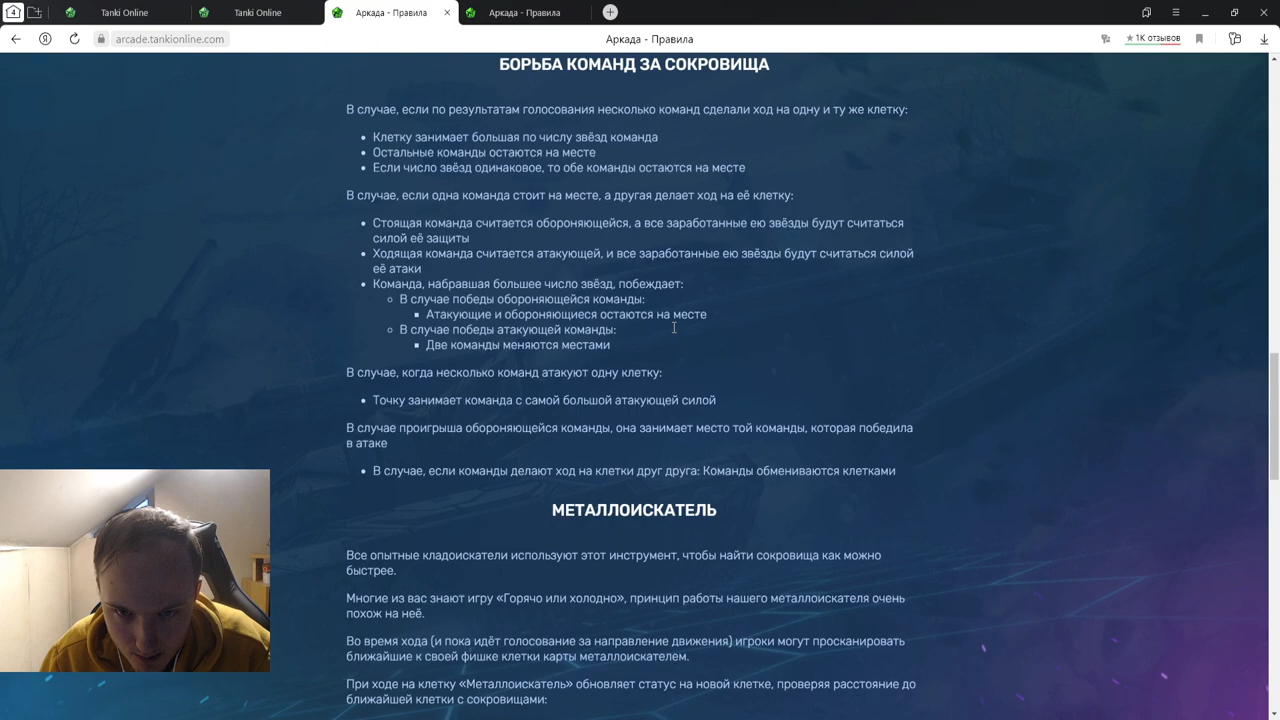 4
Tanki Online
Tanki Online
Аркада - Правила
Аркада - Правила
arcade.tankionline.com
Аркада - Правила
★ 1K отзывов
БОРЬБА КОМАНД ЗА СОКРОВИЩА
В случае, если по результатам голосования несколько команд сделали ход на одну и ту же клетку:
Клетку занимает большая по числу звёзд команда
Остальные команды остаются на месте
Если число звёзд одинаковое, то обе команды остаются на месте
В случае, если одна команда стоит на месте, а другая делает ход на её клетку:
Стоящая команда считается обороняющейся, а все заработанные ею звёзды будут считаться
силой её защиты
Ходящая команда считается атакующей, и все заработанные ею звёзды будут считаться силой
её атаки
Команда, набравшая большее число звёзд, побеждает:
В случае победы обороняющейся команды:
Атакующие и обороняющиеся остаются на месте
В случае победы атакующей команды:
Две команды меняются местами
В случае, когда несколько команд атакуют одну клетку:
Точку занимает команда с самой большой атакующей силой
В случае проигрыша обороняющейся команды, она занимает место той команды, которая победила
в атаке
В случае, если команды делают ход на клетки друг друга: Команды обмениваются клетками
МЕТАЛЛОИСКАТЕЛЬ
Все опытные кладоискатели используют этот инструмент, чтобы найти сокровища как можно
быстрее.
Многие из вас знают игру «Горячо или холодно», принцип работы нашего металлоискателя очень
похож на неё.
Во время хода (и пока идёт голосование за направление движения) игроки могут просканировать
ближайшие к своей фишке клетки карты металлоискателем.
При ходе на клетку «Металлоискатель» обновляет статус на новой клетке, проверяя расстояние до
ближайшей клетки с сокровищами: